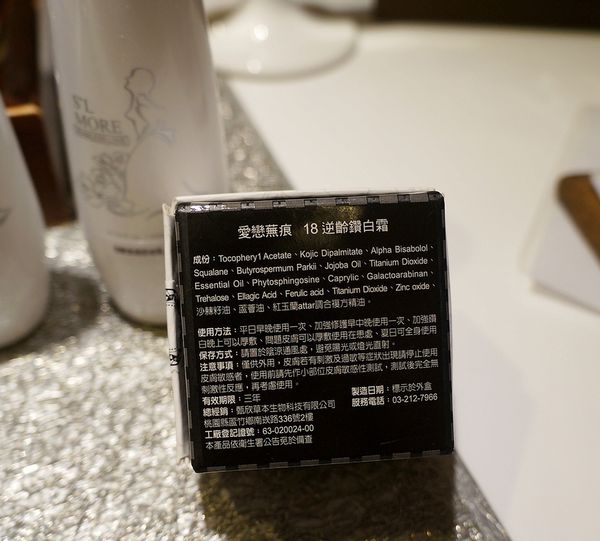 S'L
MORE
愛戀蕪痕 18 逆齡鑽白霜
成份：Tocophery1 Acetate、Kojic Dipalmitate、Alpha Bisabolol、
Squalane、Butyrospermum Parkii、Jojoba Oil、Titanium Dioxide、
Essential Oil、Phytosphingosine、Caprylic、Galactoarabinan、
Trehalose、Ellagic Acid、Ferulic acid、Titanium Dioxide、Zinc oxide、
沙棘籽油、蘆薈油、紅玉蘭attar請合複方精油。
使用方法：平日早晚使用一次、加強修護早中晚使用一次、加強鑽
白晚上可以厚敷、問題皮膚可以厚敷使用在患處、夏日可全身使用
保存方式：請置於陰涼通風處，避免陽光或燈光直射。
注意事項：僅供外用，皮膚若有刺激及過敏等症狀出現請停止使用
皮膚敏感者，使用前請先作小部位皮膚敏感性測試，測試後完全無
刺激性反應，再考慮使用。
有效期限：三年 製造日期：標示於外盒
總經銷：甄欣草本生物科技有限公司 服務電話：03-212-7966
桃園縣蘆竹鄉南崁路336號2樓
工廠登記證號：63-020024-00
本產品依衛生署公告免於備查